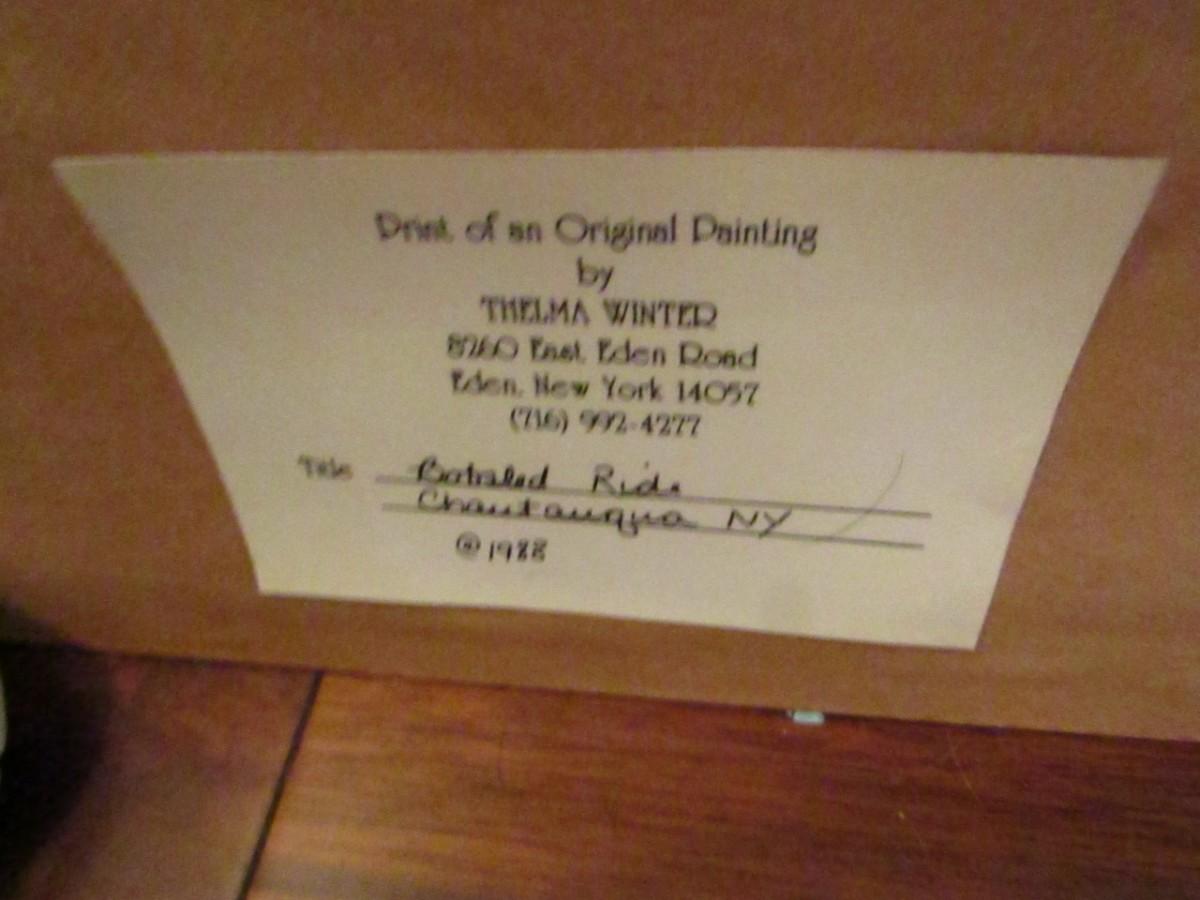 Print of an Original Painting
by
THELMA WINTER
8260 East Eden Road
Eden, New York 14057
(716) 992-4277
Title Bobsled Ride
Chautauqua NY
© 1988